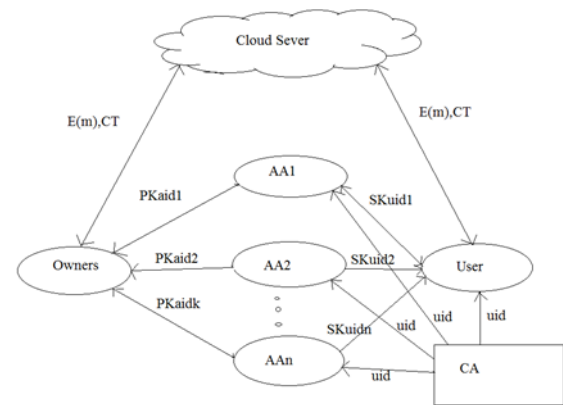 Cloud Sever
E(m),CT
E(m),CT
AA1
PKaid1
SKuid1
Owners
PKaid2
AA2
SKuid2
User
PKaidk
SKuidn
uid
uid
uid
AAn
uid
CA